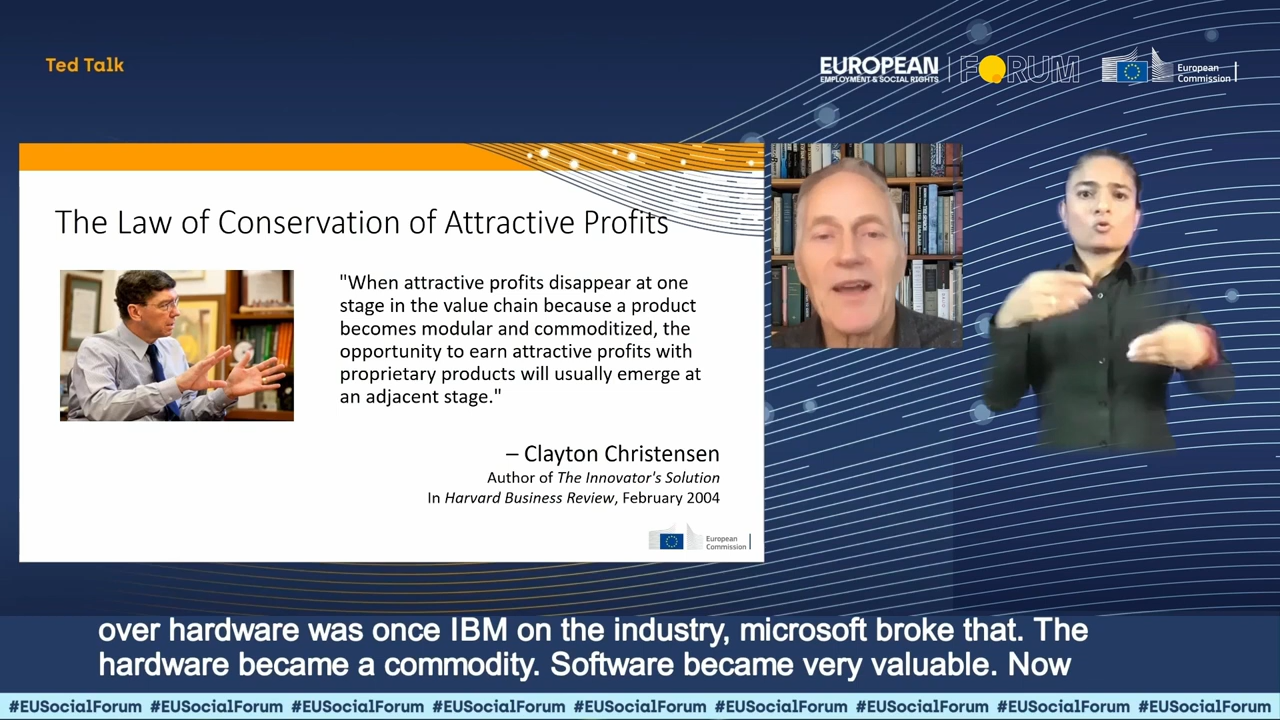 Ted Talk
EUROPEAN
EMPLOYMENT & SOCIAL RIGHTS
FORUM
European
Commission
The Law of Conservation of Attractive Profits
"When attractive profits disappear at one
stage in the value chain because a product
becomes modular and commoditized, the
opportunity to earn attractive profits with
proprietary products will usually emerge at
an adjacent stage."
– Clayton Christensen
Author of The Innovator's Solution
In Harvard Business Review, February 2004
European
Commission
over hardware was once IBM on the industry, microsoft broke that. The
hardware became a commodity. Software became very valuable. Now
#EUSocialForum #EUSocialForum #EUSocialForum #EUSocialForum #EUSocialForum #EUSocialForum #EUSocialForum #EUSocialForum #EUSocialForum